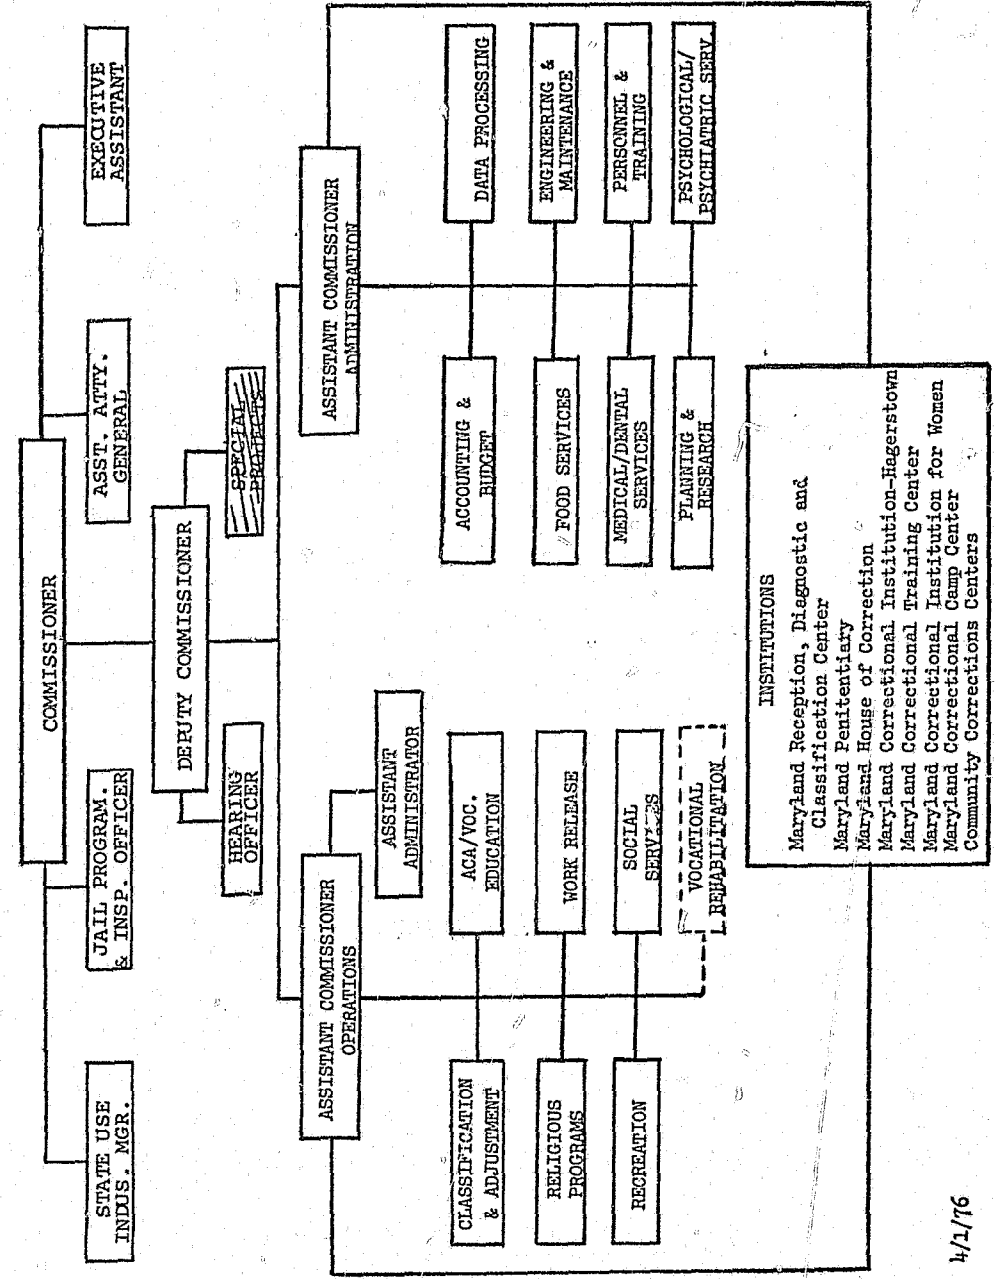 COMMISSIONER
STATE USE
INDUS. MGR.
JAIL PROGRAM.
& INSP. OFFICER
ASST. ATTY.
GENERAL
EXECUTIVE
ASSISTANT
DEPUTY COMMISSIONER
HEARING
OFFICER
SPECIAL
PROJECTS
ASSISTANT COMMISSIONER
OPERATIONS
ASSISTANT COMMISSIONER
ADMINISTRATION
ASSISTANT
ADMINISTRATOR
CLASSIFICATION
& ADJUSTMENT
ACA/VOC.
EDUCATION
ACCOUNTING &
BUDGET
DATA PROCESSING
RELIGIOUS
PROGRAMS
WORK RELEASE
FOOD SERVICES
ENGINEERING &
MAINTENANCE
RECREATION
SOCIAL
SERVICES
MEDICAL/DENTAL
SERVICES
PERSONNEL &
TRAINING
VOCATIONAL
REHABILITATION
PLANNING &
RESEARCH
PSYCHOLOGICAL/
PSYCHIATRIC SERV.
INSTITUTIONS
Maryland Reception, Diagnostic and
Classification Center
Maryland Penitentiary
Maryland House of Correction
Maryland Correctional Institution-Hagerstown
Maryland Correctional Training Center
Maryland Correctional Institution for Women
Maryland Correctional Camp Center
Community Corrections Centers
4/1/76